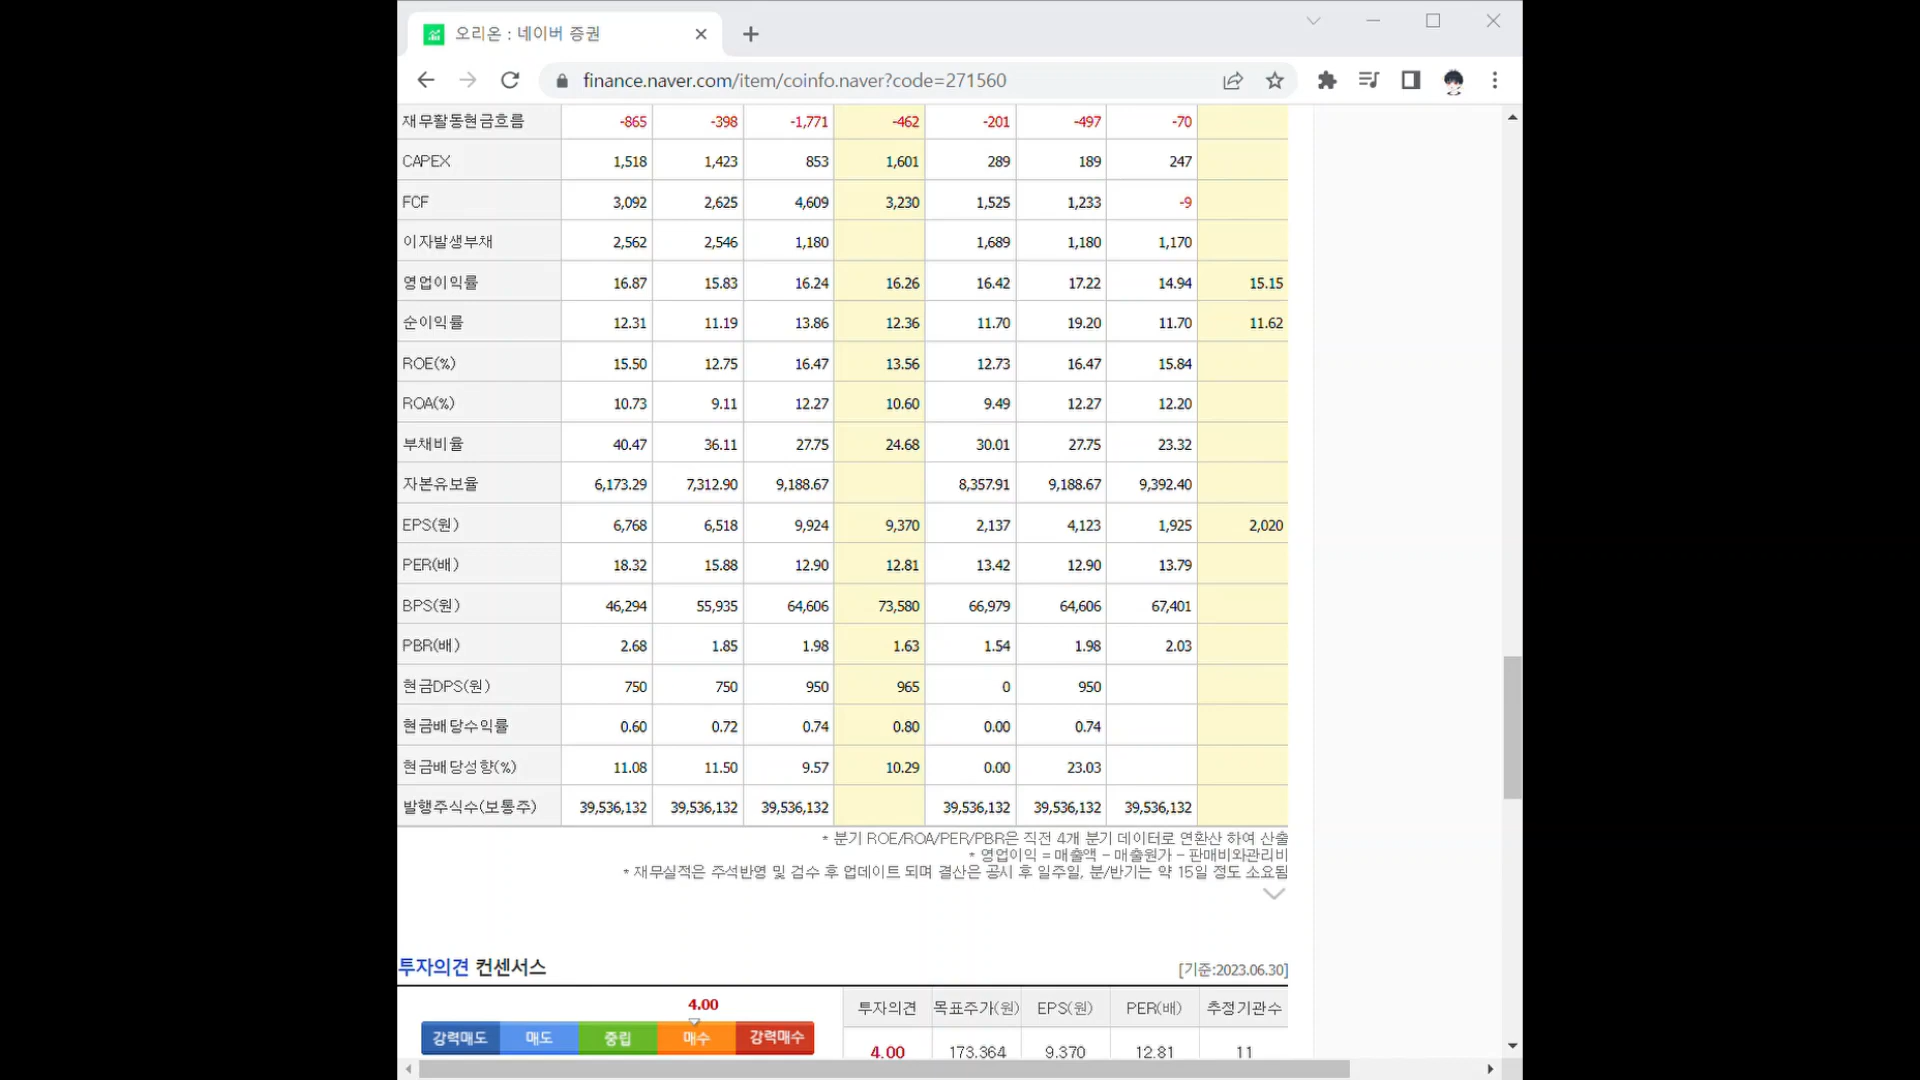 오리온 : 네이버 증권
finance.naver.com/item/coinfo.naver?code=271560
재무활동현금흐름 -865 -398 -1,771 -462 -201 -497 -70
CAPEX 1,518 1,423 853 1,601 289 189 247
FCF 3,092 2,625 4,609 3,230 1,525 1,233 -9
이자발생부채 2,562 2,546 1,180 1,689 1,180 1,170
영업이익률 16.87 15.83 16.24 16.26 16.42 17.22 14.94 15.15
순이익률 12.31 11.19 13.86 12.36 11.70 19.20 11.70 11.62
ROE(%) 15.50 12.75 16.47 13.56 12.73 16.47 15.84
ROA(%) 10.73 9.11 12.27 10.60 9.49 12.27 12.20
부채비율 40.47 36.11 27.75 24.68 30.01 27.75 23.32
자본유보율 6,173.29 7,312.90 9,188.67 8,357.91 9,188.67 9,392.40
EPS(원) 6,768 6,518 9,924 9,370 2,137 4,123 1,925 2,020
PER(배) 18.32 15.88 12.90 12.81 13.42 12.90 13.79
BPS(원) 46,294 55,935 64,606 73,580 66,979 64,606 67,401
PBR(배) 2.68 1.85 1.98 1.63 1.54 1.98 2.03
현금DPS(원) 750 750 950 965 0 950
현금배당수익률 0.60 0.72 0.74 0.80 0.00 0.74
현금배당성향(%) 11.08 11.50 9.57 10.29 0.00 23.03
발행주식수(보통주) 39,536,132 39,536,132 39,536,132 39,536,132 39,536,132 39,536,132
* 분기 ROE/ROA/PER/PBR은 직전 4개 분기 데이터로 연환산 하여 산출
* 영업이익 = 매출액 - 매출원가 - 판매비와관리비
* 재무실적은 주석반영 및 검수 후 업데이트 되며 결산은 공시 후 일주일, 분/반기는 약 15일 정도 소요됨
투자의견 컨센서스 [기준:2023.06.30]
4.00
강력매도 매도 중립 매수 강력매수
투자의견 목표주가(원) EPS(원) PER(배) 추정기관수
4.00 173,364 9,370 12.81 11